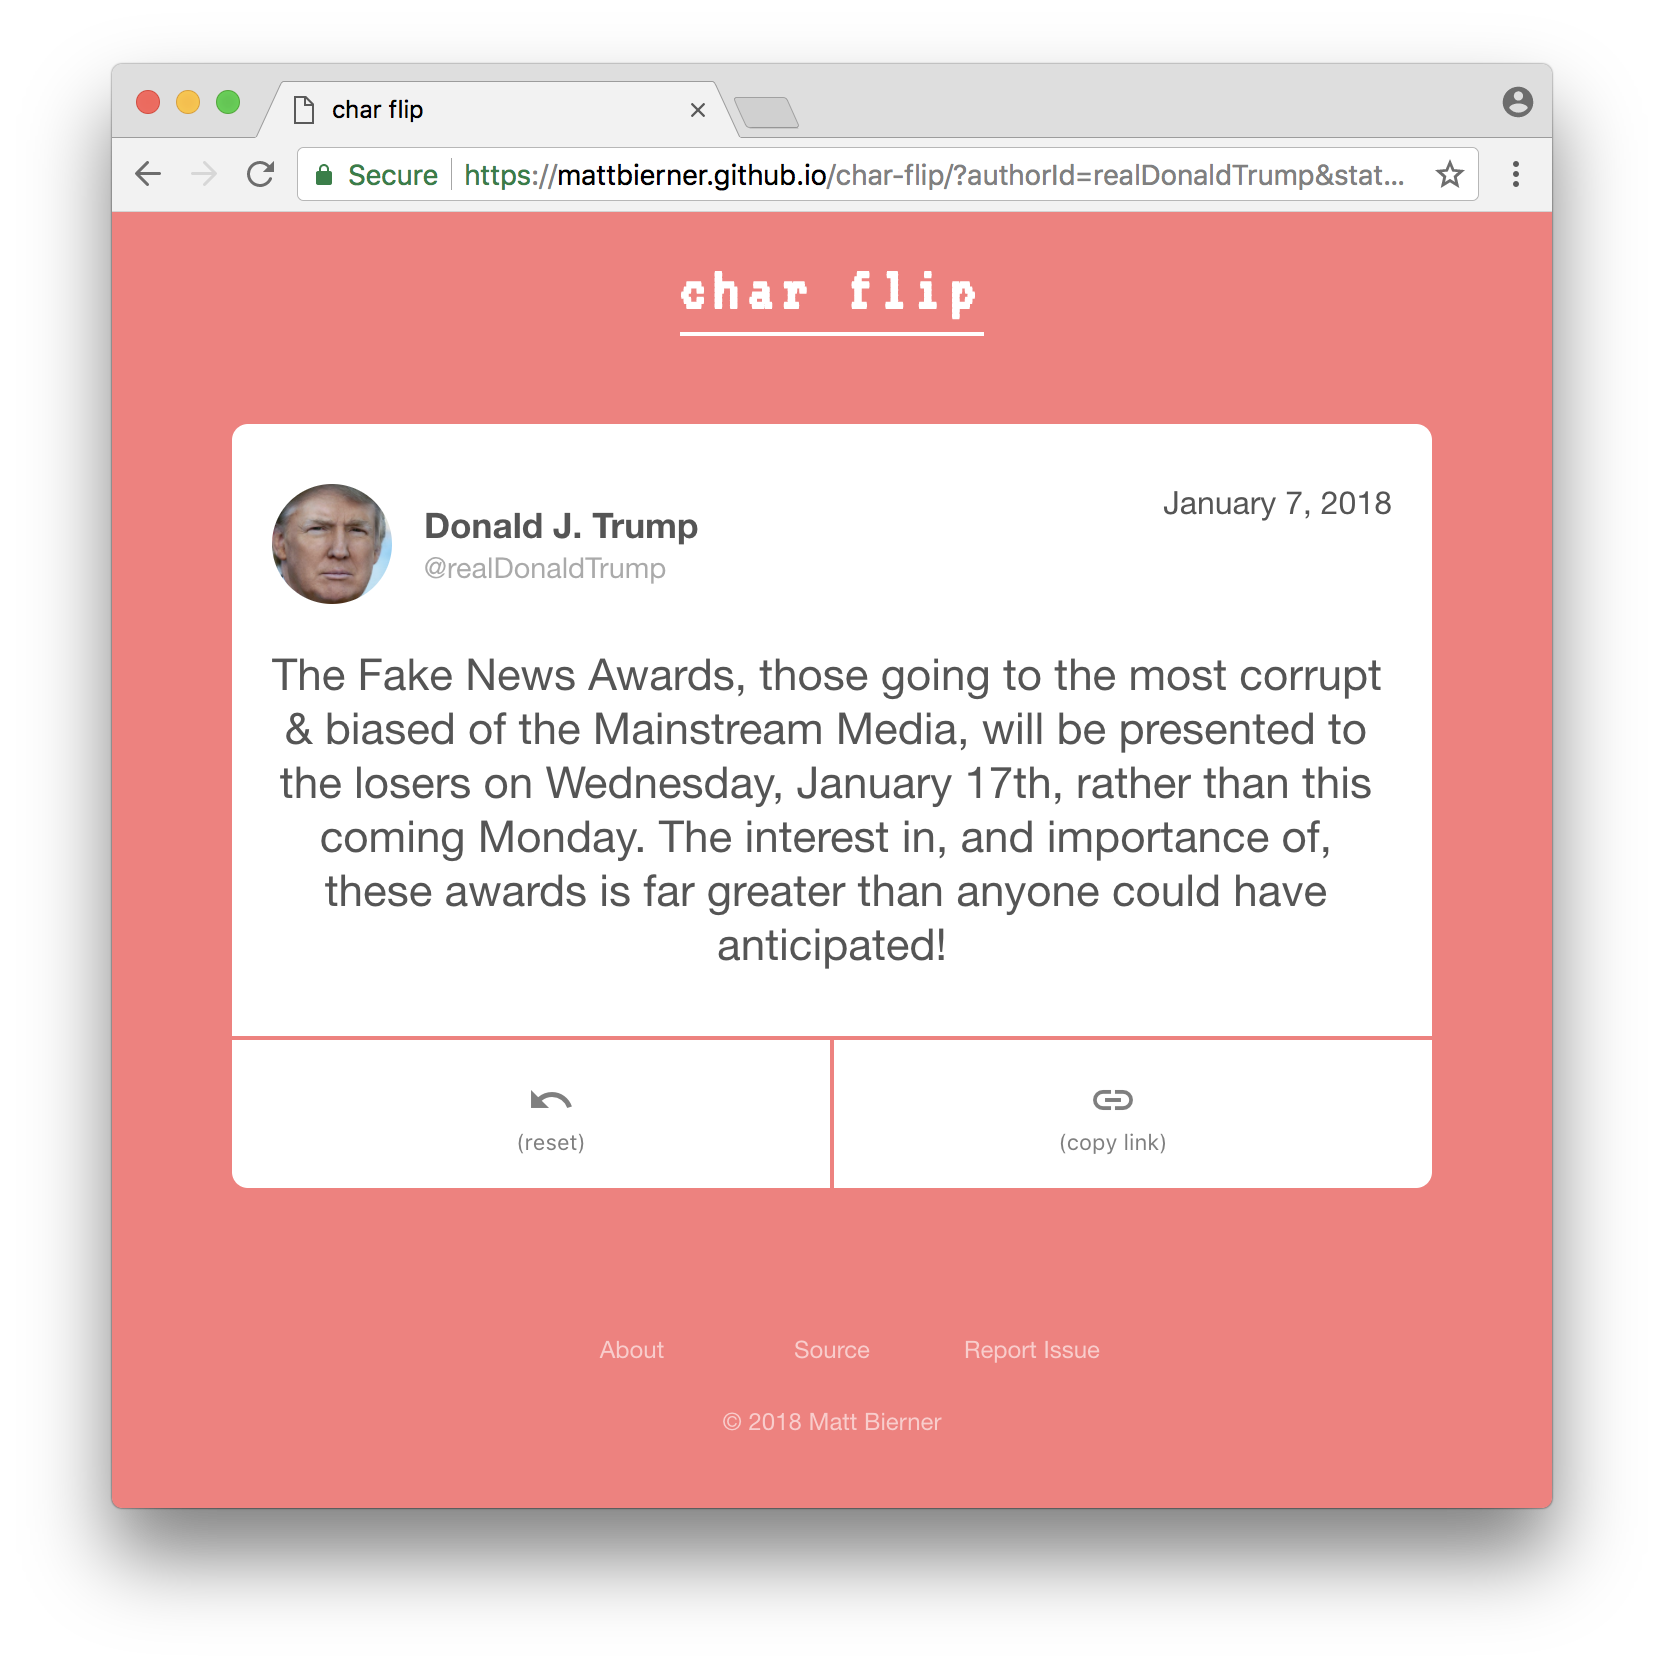 char flip
Secure https://mattbierner.github.io/char-flip/?authorId=realDonaldTrump&stat...
char flip
January 7, 2018
Donald J. Trump
@realDonaldTrump
The Fake News Awards, those going to the most corrupt
& biased of the Mainstream Media, will be presented to
the losers on Wednesday, January 17th, rather than this
coming Monday. The interest in, and importance of,
these awards is far greater than anyone could have
anticipated!
(reset) (copy link)
About Source Report Issue
© 2018 Matt Bierner